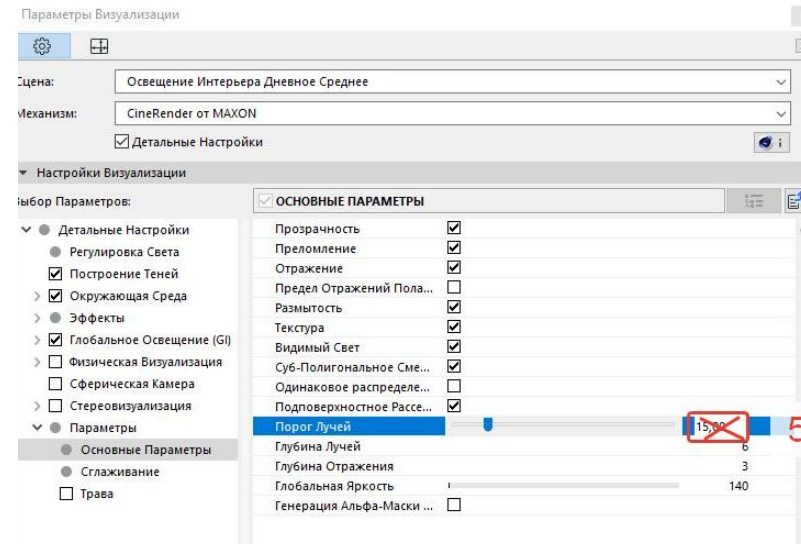 Параметры Визуализации
Сцена:
Освещение Интерьера Дневное Среднее
Механизм:
CineRender от MAXON
Детальные Настройки
i
Настройки Визуализации
Выбор Параметров:
ОСНОВНЫЕ ПАРАМЕТРЫ
Детальные Настройки
Регулировка Света
Построение Теней
Окружающая Среда
Эффекты
Глобальное Освещение (GI)
Физическая Визуализация
Сферическая Камера
Стереовизуализация
Параметры
Основные Параметры
Сглаживание
Трава
Прозрачность
Преломление
Отражение
Предел Отражений Пола...
Размытость
Текстура
Видимый Свет
Суб-Полигональное Сме...
Одинаковое распределе...
Подповерхностное Рассе...
Порог Лучей 15,00 5
Глубина Лучей 6
Глубина Отражения 3
Глобальная Яркость 140
Генерация Альфа-Маски ...